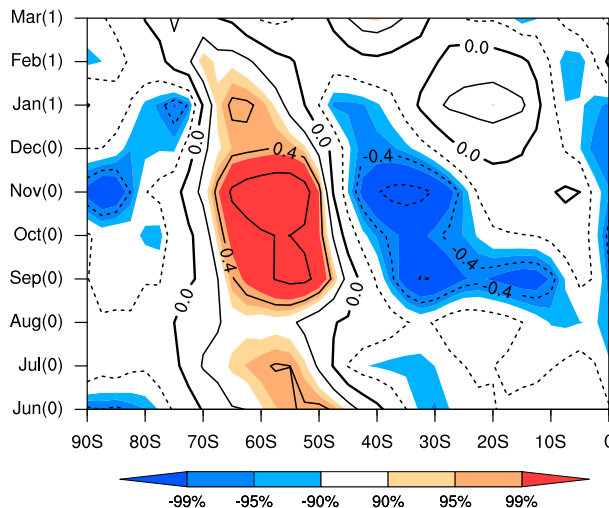 Mar(1)
Feb(1)
Jan(1)
Dec(0)
Nov(0)
Oct(0)
Sep(0)
Aug(0)
Jul(0)
Jun(0)
0.0
0.0
0.0
0.0
0.4
-0.4
0.4
-0.4
-0.4
0.0
0.0
90S 80S 70S 60S 50S 40S 30S 20S 10S 0
-99% -95% -90% 90% 95% 99%